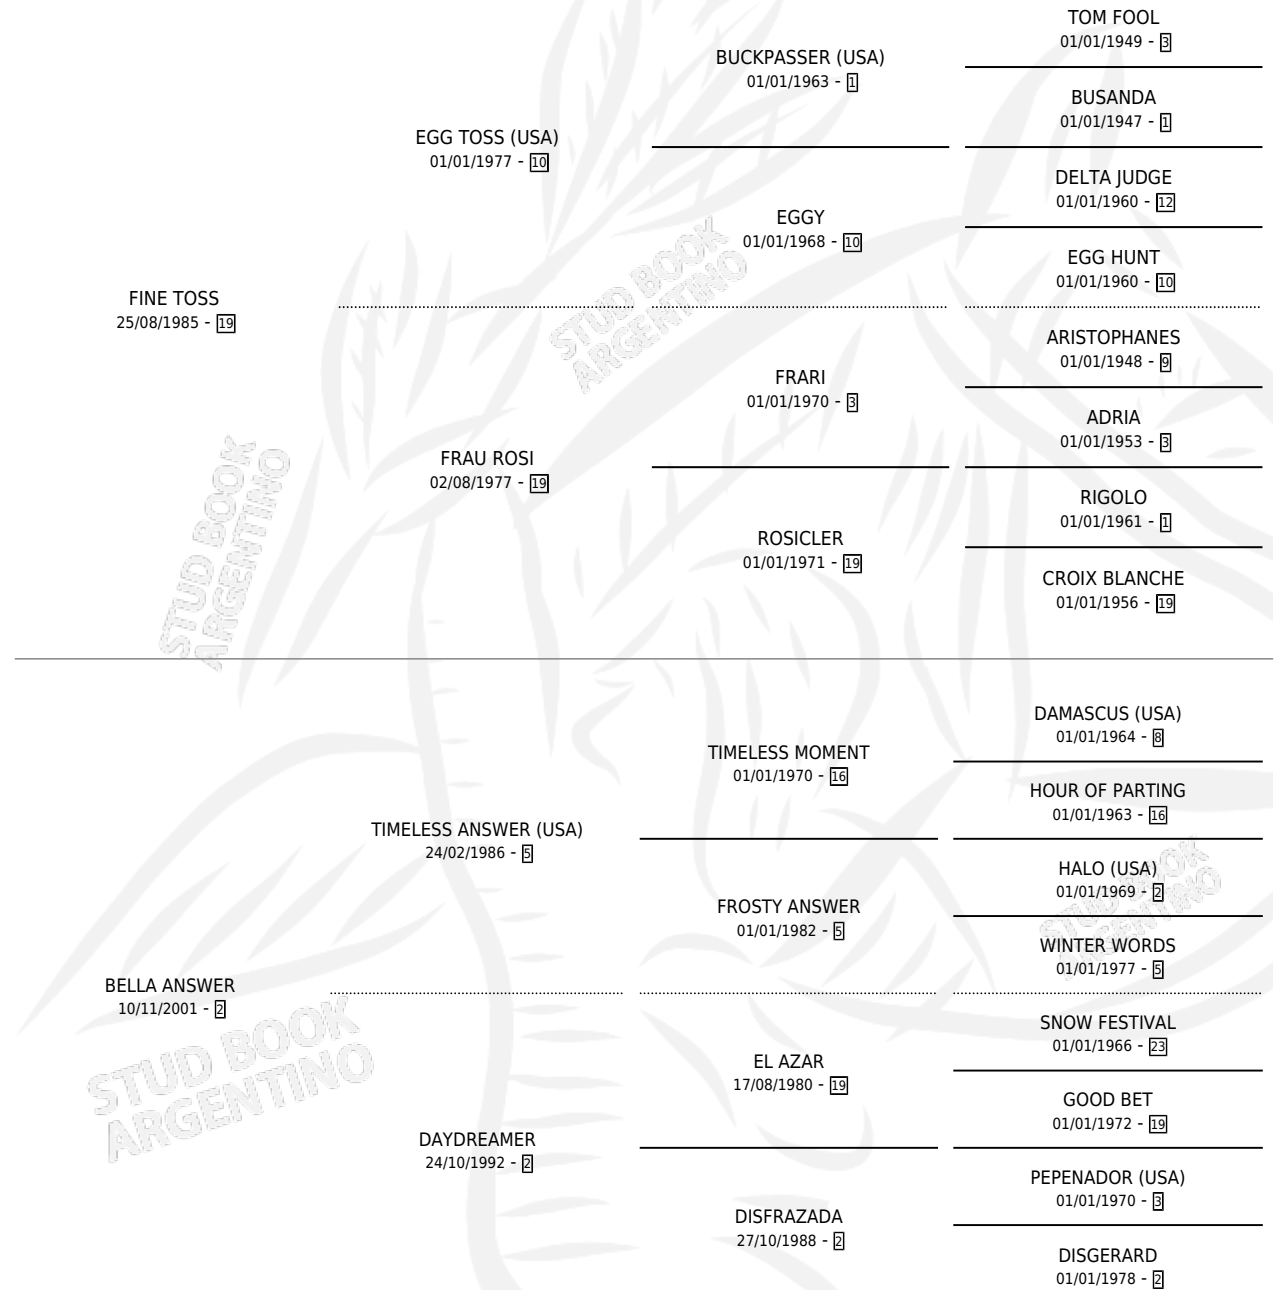 TOM FOOL
01/01/1949 - 3
BUCKPASSER (USA)
01/01/1963 - 1
BUSANDA
01/01/1947 - 1
EGG TOSS (USA)
01/01/1977 - 10
DELTA JUDGE
01/01/1960 - 12
EGGY
01/01/1968 - 10
EGG HUNT
01/01/1960 - 10
FINE TOSS
25/08/1985 - 19
STUD BOOK
ARGENTINO
ARISTOPHANES
01/01/1948 - 9
FRARI
01/01/1970 - 3
ADRIA
01/01/1953 - 3
FRAU ROSI
02/08/1977 - 19
RIGOLO
01/01/1961 - 1
ROSICLER
01/01/1971 - 19
CROIX BLANCHE
01/01/1956 - 19
STUD BOOK
ARGENTINO
DAMASCUS (USA)
01/01/1964 - 8
TIMELESS MOMENT
01/01/1970 - 16
HOUR OF PARTING
01/01/1963 - 16
TIMELESS ANSWER (USA)
24/02/1986 - 5
HALO (USA)
01/01/1969 - 2
FROSTY ANSWER
01/01/1982 - 5
WINTER WORDS
01/01/1977 - 5
STUD BOOK
ARGENTINO
BELLA ANSWER
10/11/2001 - 2
SNOW FESTIVAL
01/01/1966 - 23
EL AZAR
17/08/1980 - 19
GOOD BET
01/01/1972 - 19
STUD BOOK
ARGENTINO
DAYDREAMER
24/10/1992 - 2
PEPENADOR (USA)
01/01/1970 - 3
DISFRAZADA
27/10/1988 - 2
DISGERARD
01/01/1978 - 2